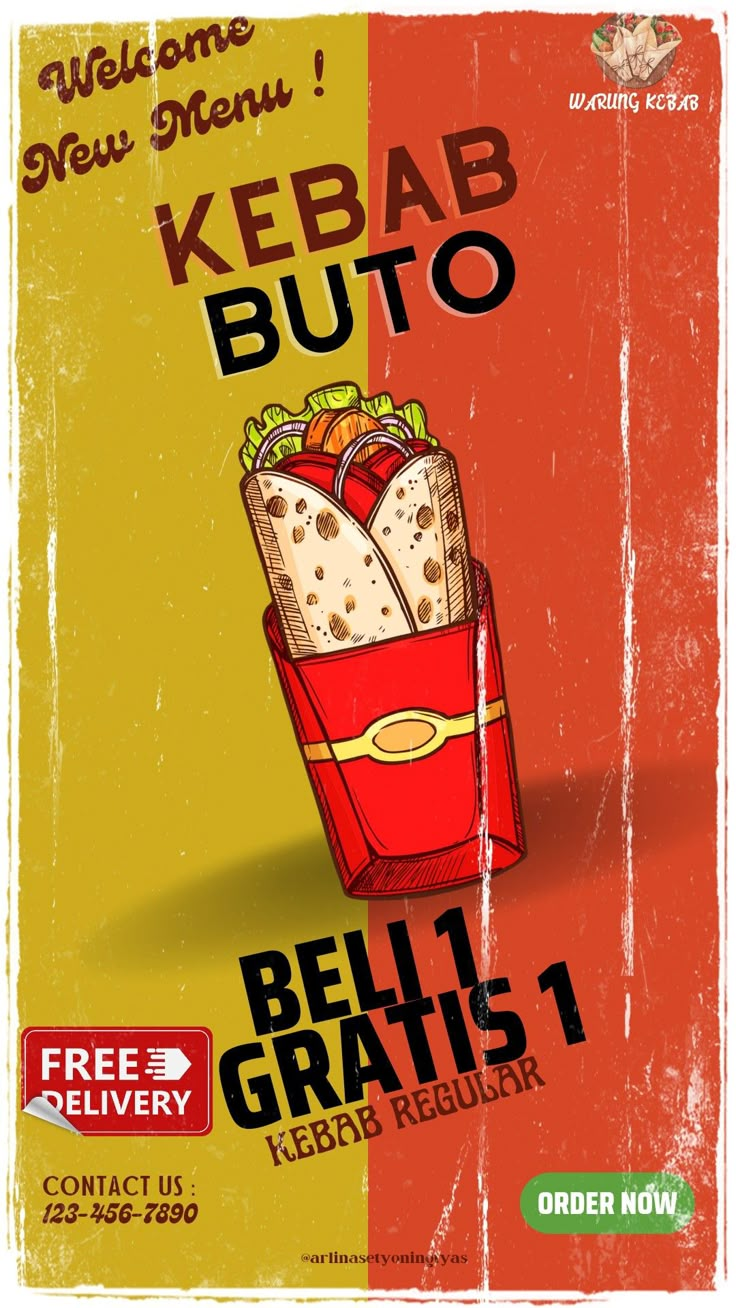 Welcome
New Menu !
WARUNG KEBAB
KEBAB
BUTO
BELI 1
GRATIS 1
KEBAB REGULAR
FREE
DELIVERY
CONTACT US :
123-456-7890
ORDER NOW
@arlinasetyoningtyas